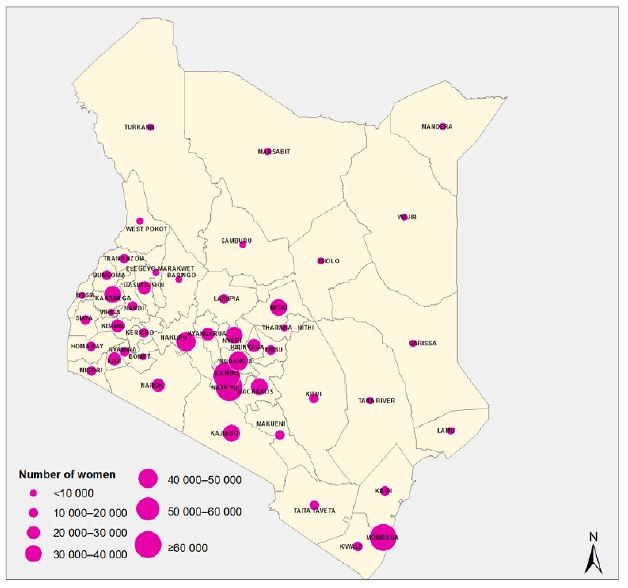 TURKANA
MANDERA
MARSABIT
WAJIR
WEST POKOT
SAMBURU
ISIOLO
TRANS NZOIA
ELEGEYO MARAKWET
BUNGOMA
BARINGO
UASIN GISHU
BUSIA
KAKAMEGA
LAIKIPIA
NANDI
MERU
VIHIGA
SIAYA
KISUMU
THARAKA NITHI
KERICHO
NYANDARUA
NAKURU
NYERI
GARISSA
HOMA BAY
KIRINYAGA
EMBU
NYAMIRA
KISII
BOMET
MURANGA
MIGORI
KIAMBU
NAROK
NAIROBI
MACHAKOS
KITUI
TANA RIVER
MAKUENI
KAJIADO
LAMU
Number of women
<10 000
10 000–20 000
20 000–30 000
30 000–40 000
40 000–50 000
50 000–60 000
≥60 000
KILIFI
TAITA TAVETA
MOMBASA
KWALE
N